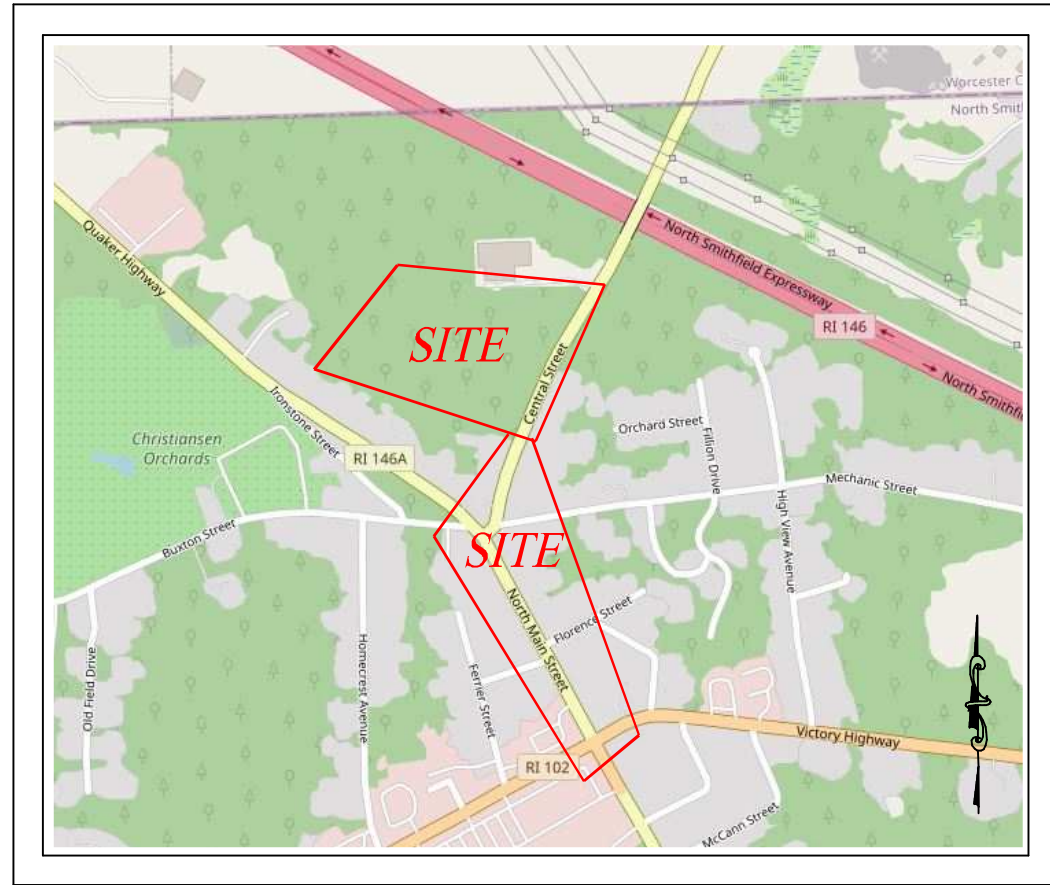 Worcester C
North Smit
Quaker Highway
North Smithfield Expressway
RI 146
North Smithfi
SITE
Central Street
Ironstone Street
Orchard Street
Fillion Drive
Christiansen
Orchards
RI 146A
Mechanic Street
High View Avenue
Buxton Street
SITE
North Main Street
Florence Street
Old Field Drive
Homecrest Avenue
Ferrier Street
Victory Highway
RI 102
McCann Street